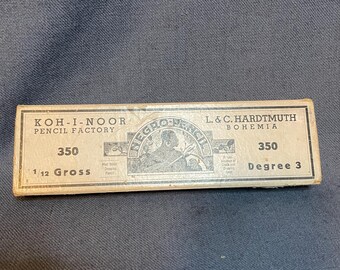 KOH-I-NOOR
PENCIL FACTORY
350
1/12 Gross
NEGRO-PENCIL
L. & C. HARDTMUTH
BOHEMIA
350
Degree 3